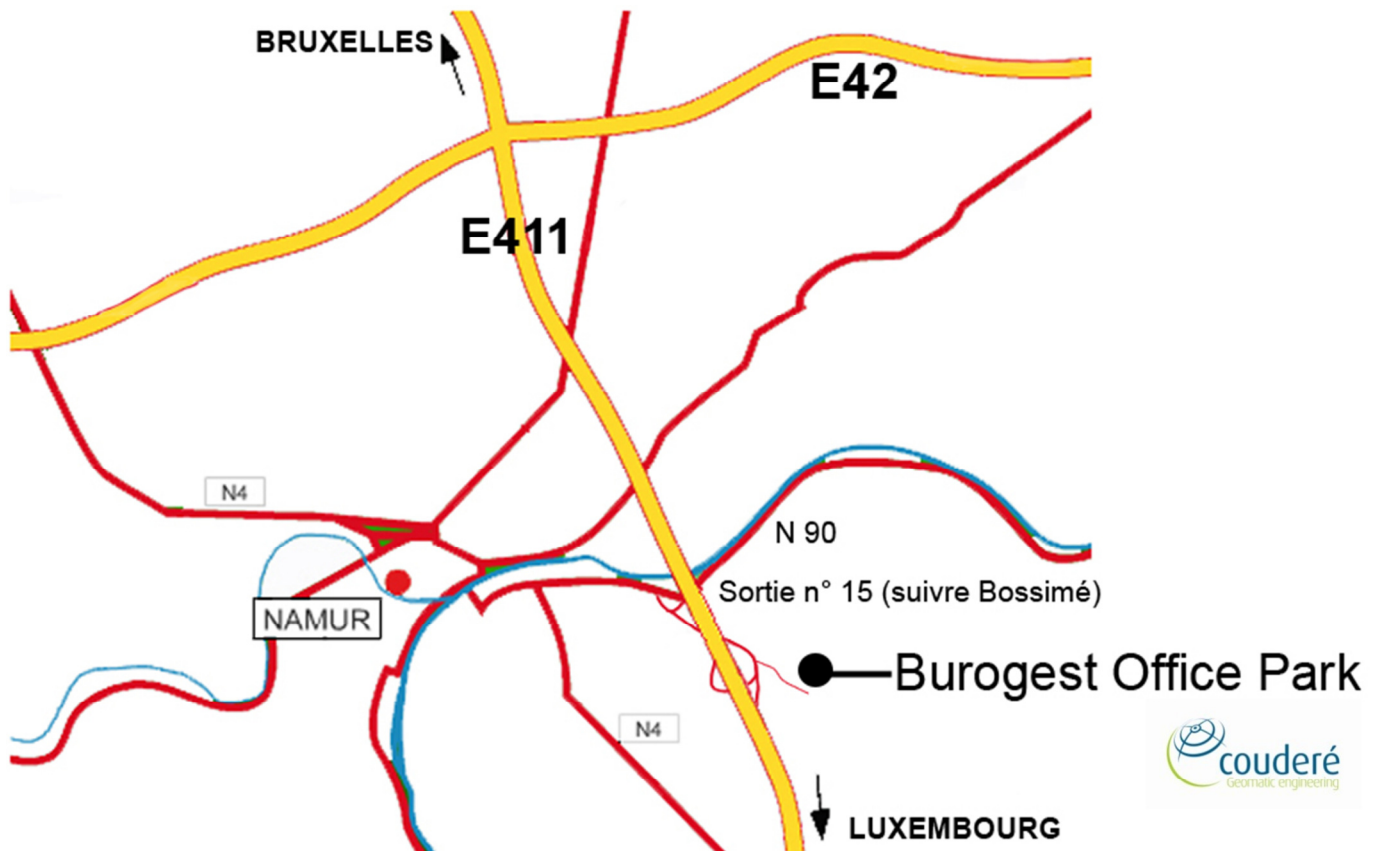 BRUXELLES
E42
E411
N4
N 90
Sortie n° 15 (suivre Bossimé)
NAMUR
Burogest Office Park
N4
couderé
Geomatic engineering
LUXEMBOURG